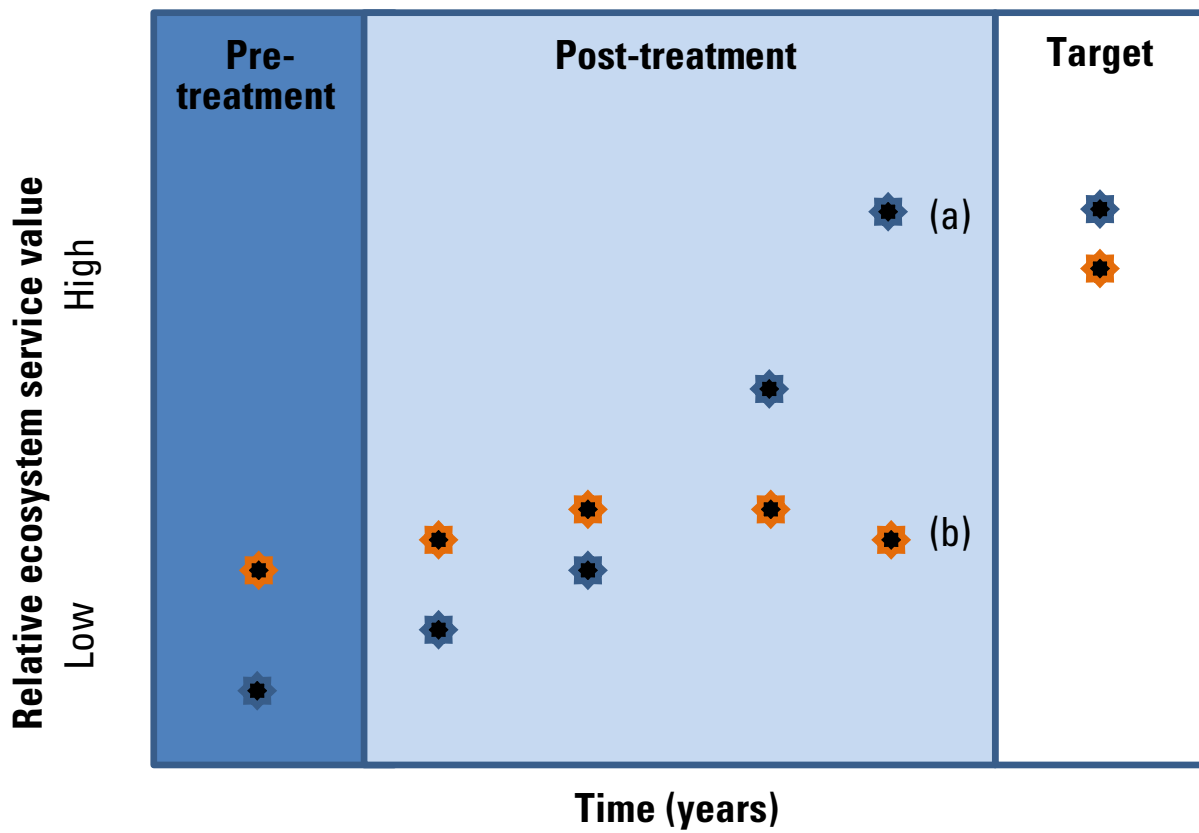 Pre-
treatment
Post-treatment
Target
Relative ecosystem service value
High
Low
(a)
(b)
Time (years)